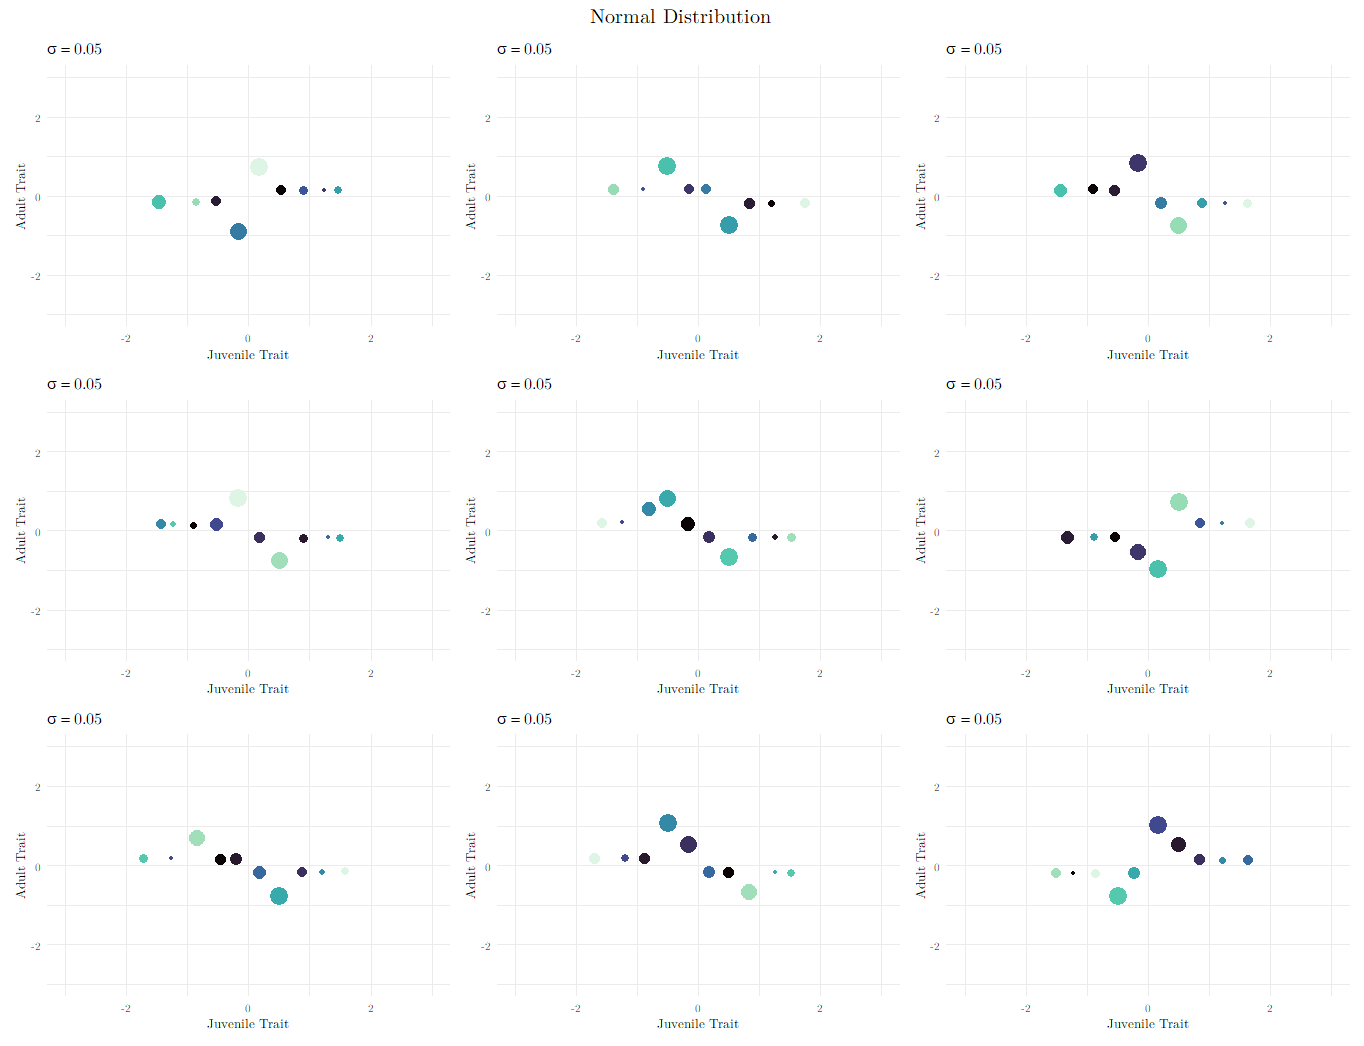 Normal Distribution
σ = 0.05
σ = 0.05
σ = 0.05
Adult Trait
2
0
-2
Adult Trait
2
0
-2
Adult Trait
2
0
-2
-2 0 2
-2 0 2
-2 0 2
Juvenile Trait
Juvenile Trait
Juvenile Trait
σ = 0.05
σ = 0.05
σ = 0.05
Adult Trait
2
0
-2
Adult Trait
2
0
-2
Adult Trait
2
0
-2
-2 0 2
-2 0 2
-2 0 2
Juvenile Trait
Juvenile Trait
Juvenile Trait
σ = 0.05
σ = 0.05
σ = 0.05
Adult Trait
2
0
-2
Adult Trait
2
0
-2
Adult Trait
2
0
-2
-2 0 2
-2 0 2
-2 0 2
Juvenile Trait
Juvenile Trait
Juvenile Trait